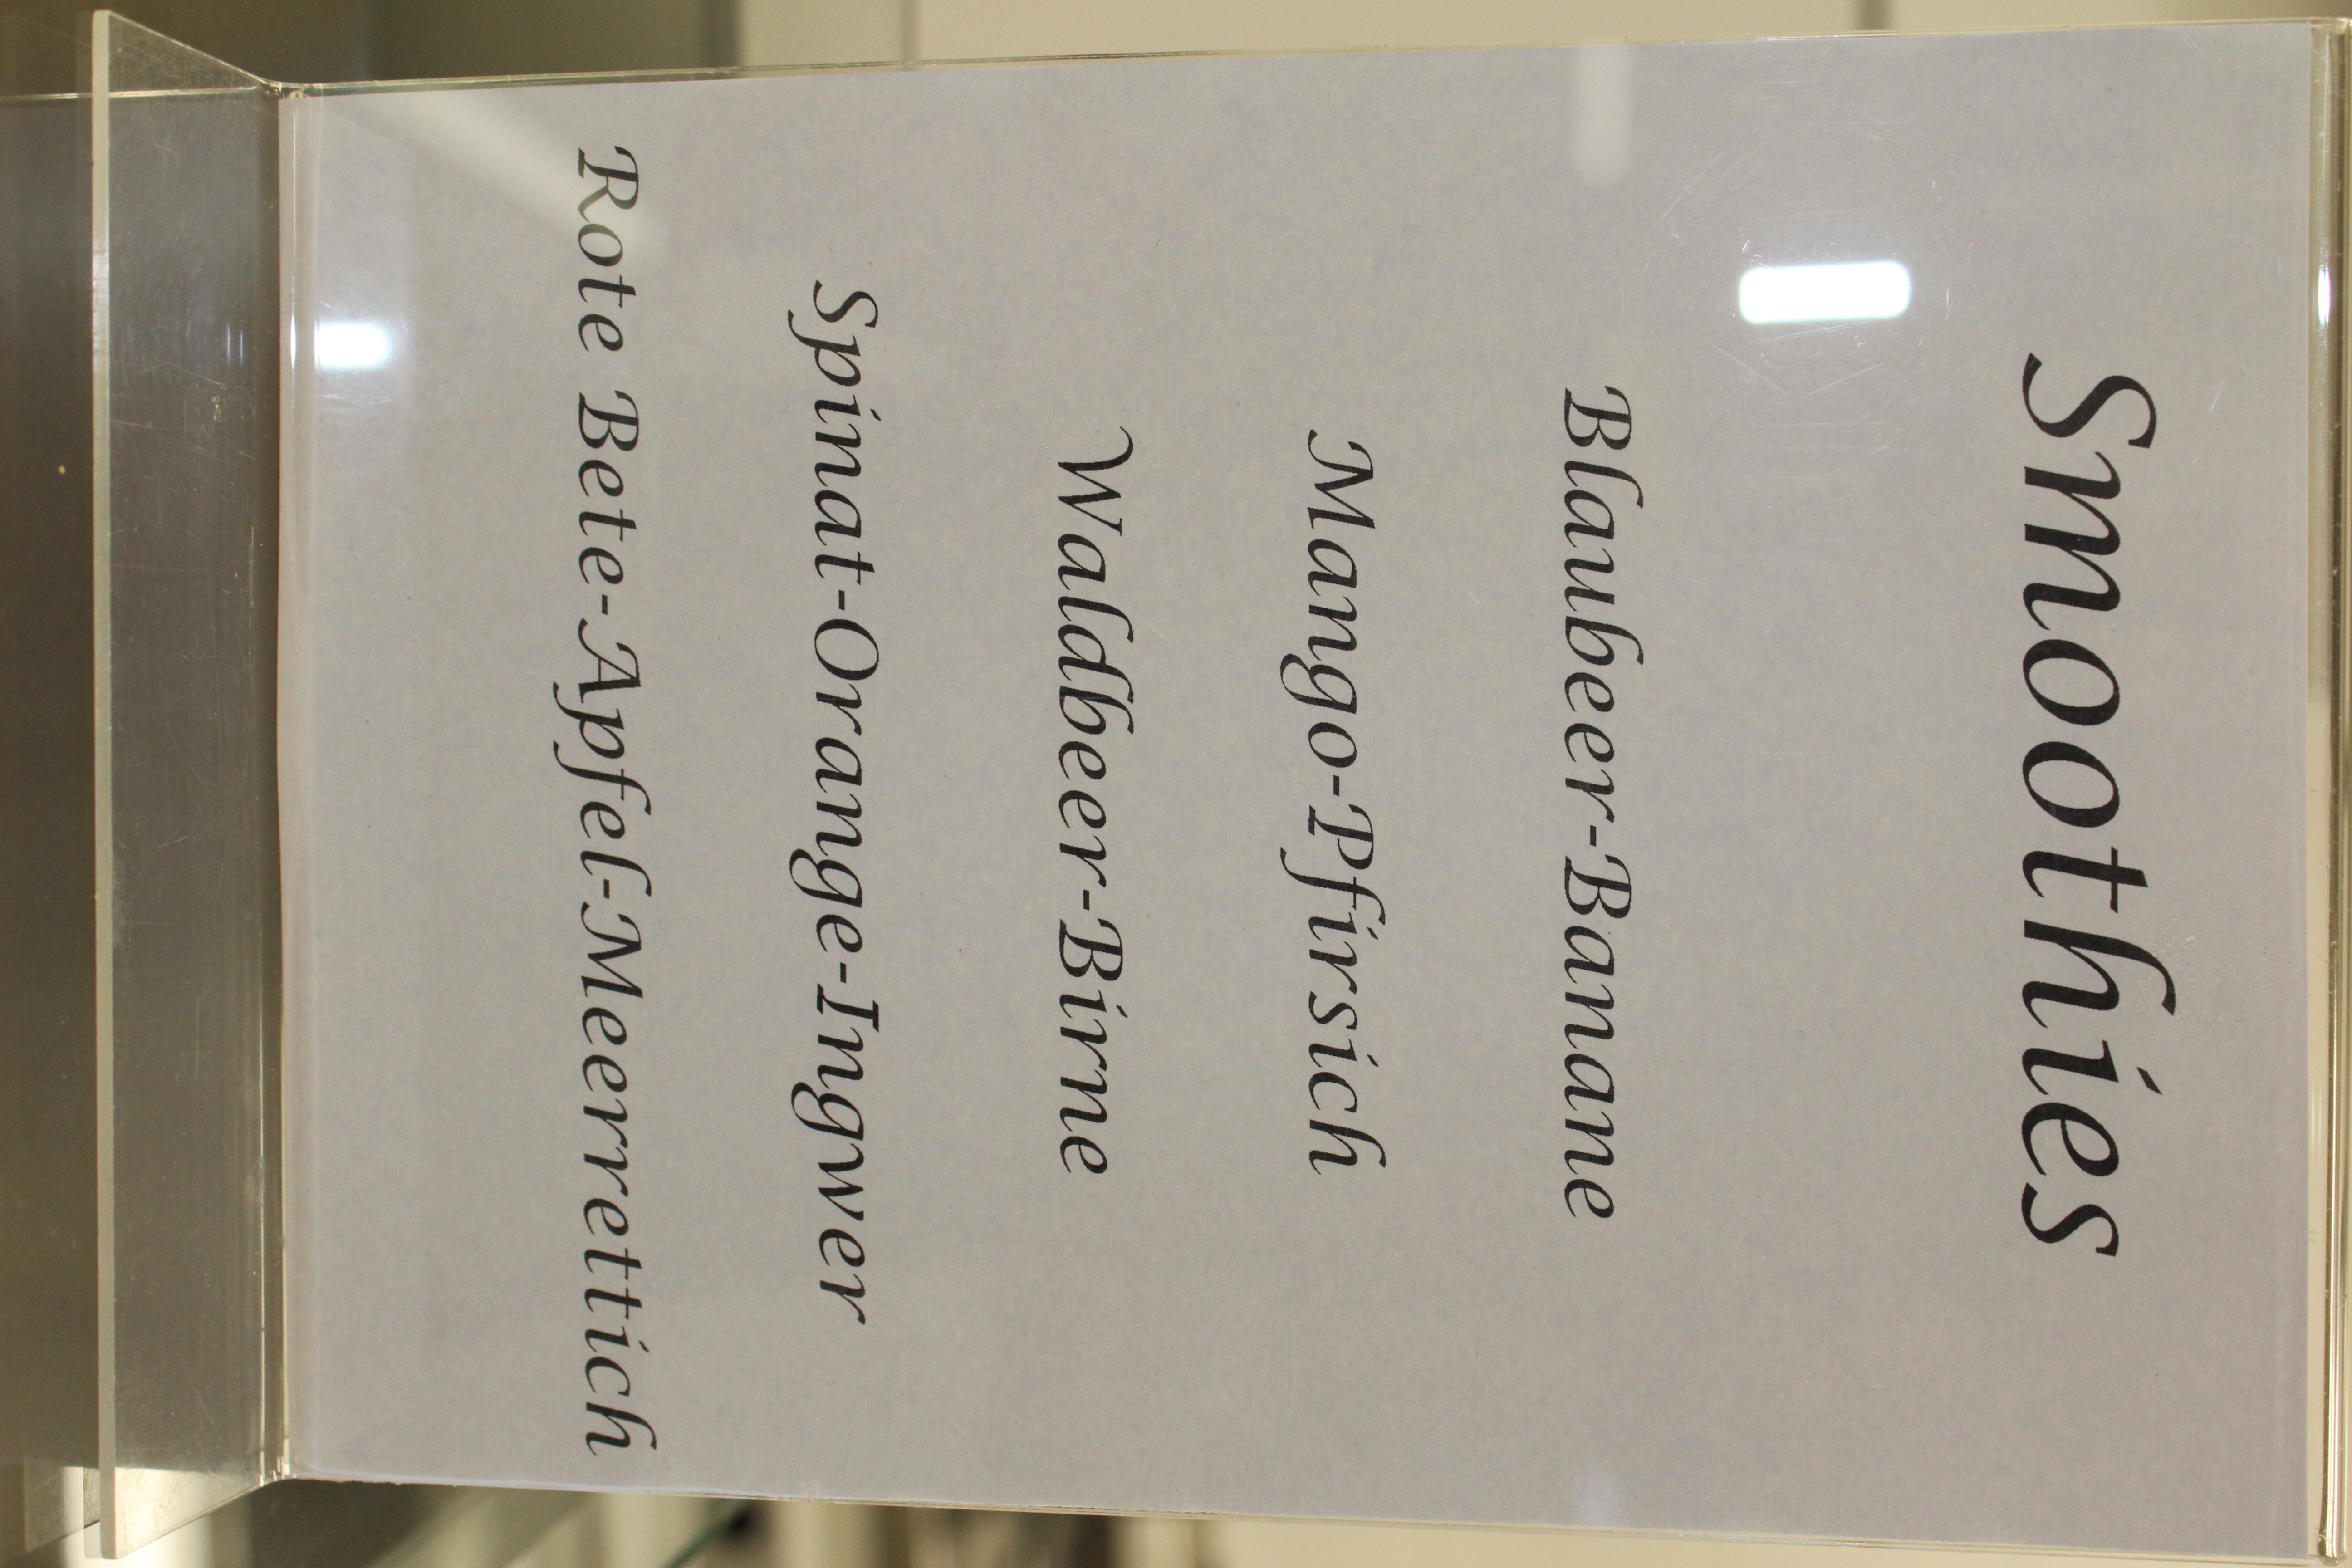 Smoothies
Blaubeer-Banane
Mango-Pfirsich
Waldbeer-Birne
Spinat-Orange-Ingwer
Rote Bete-Apfel-Meerrettich